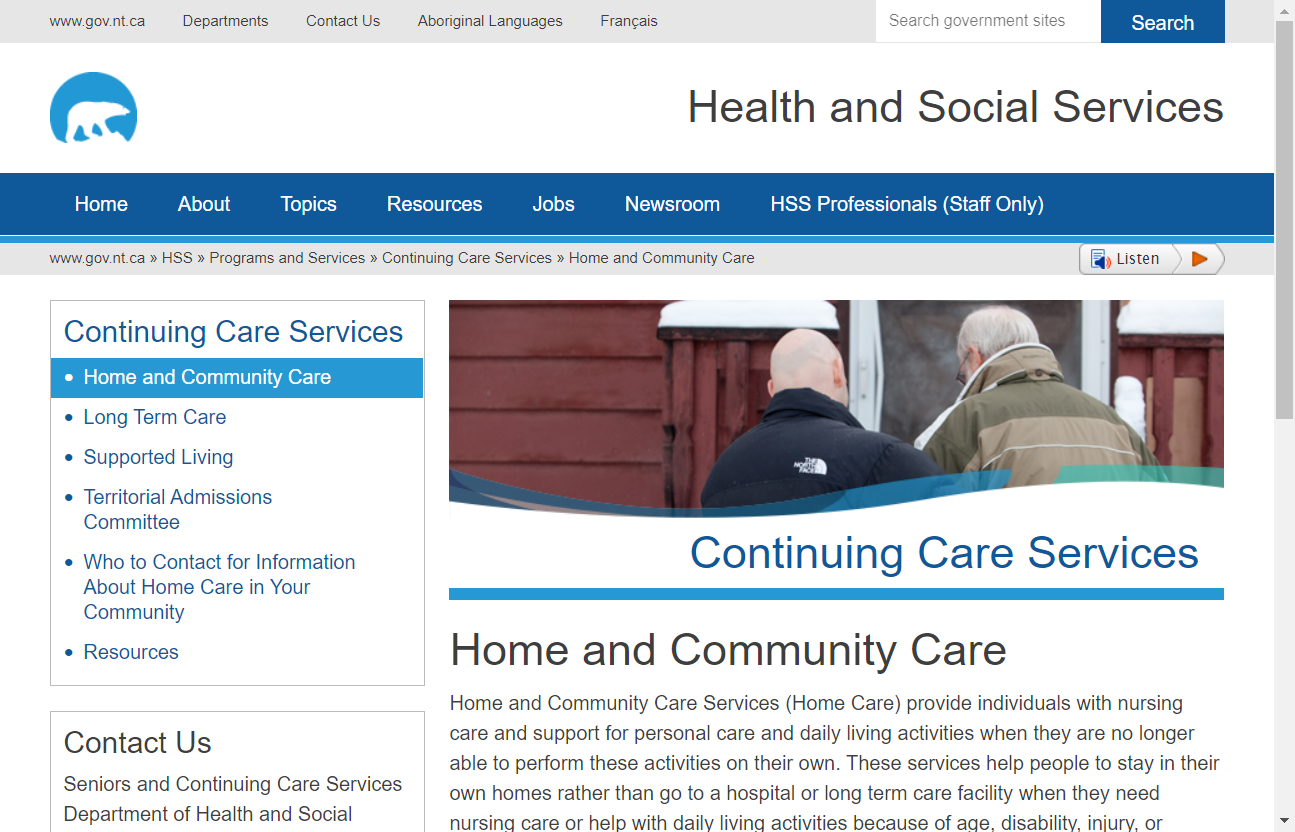 www.gov.nt.ca Departments Contact Us Aboriginal Languages Français Search government sites Search
Health and Social Services
Home About Topics Resources Jobs Newsroom HSS Professionals (Staff Only)
www.gov.nt.ca » HSS » Programs and Services » Continuing Care Services » Home and Community Care Listen
Continuing Care Services
• Home and Community Care
• Long Term Care
• Supported Living
• Territorial Admissions
Committee
• Who to Contact for Information
About Home Care in Your
Community
• Resources
Contact Us
Seniors and Continuing Care Services
Department of Health and Social
THE
NORTH
FACE
Continuing Care Services
Home and Community Care
Home and Community Care Services (Home Care) provide individuals with nursing
care and support for personal care and daily living activities when they are no longer
able to perform these activities on their own. These services help people to stay in their
own homes rather than go to a hospital or long term care facility when they need
nursing care or help with daily living activities because of age, disability, injury, or